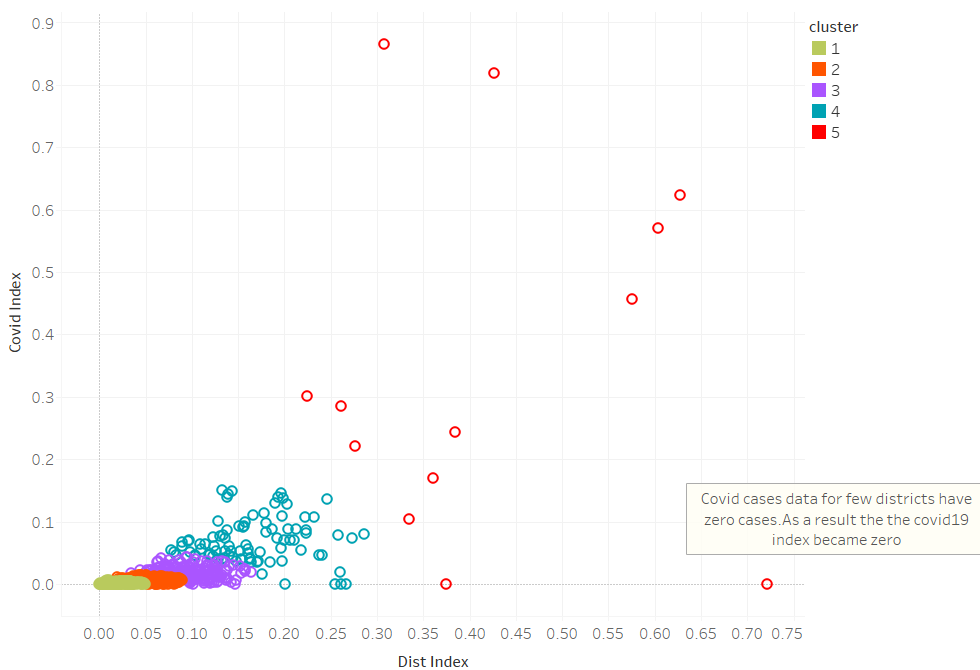 cluster
1
2
3
4
5
0.9
0.8
0.7
0.6
0.5
0.4
0.3
0.2
0.1
0.0
Covid Index
Covid cases data for few districts have
zero cases.As a result the the covid19
index became zero
0.00 0.05 0.10 0.15 0.20 0.25 0.30 0.35 0.40 0.45 0.50 0.55 0.60 0.65 0.70 0.75
Dist Index